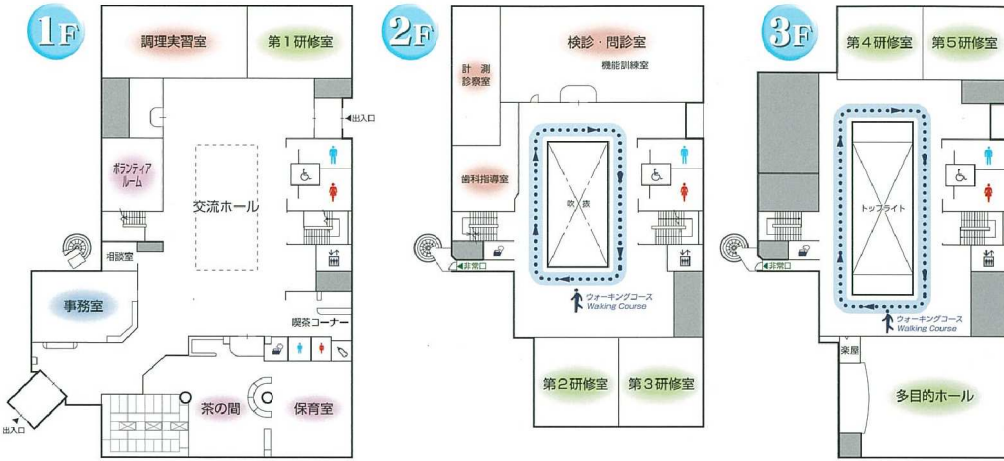 1F
調理実習室
第1研修室
出入口
ボランティア
ルーム
交流ホール
相談室
事務室
喫茶コーナー
茶の間
保育室
出入口
2F
検診・問診室
機能訓練室
計測
診察室
歯科指導室
吹抜
非常口
ウォーキングコース
Walking Course
第2研修室
第3研修室
3F
第4研修室
第5研修室
トップライト
非常口
ウォーキングコース
Walking Course
楽屋
多目的ホール